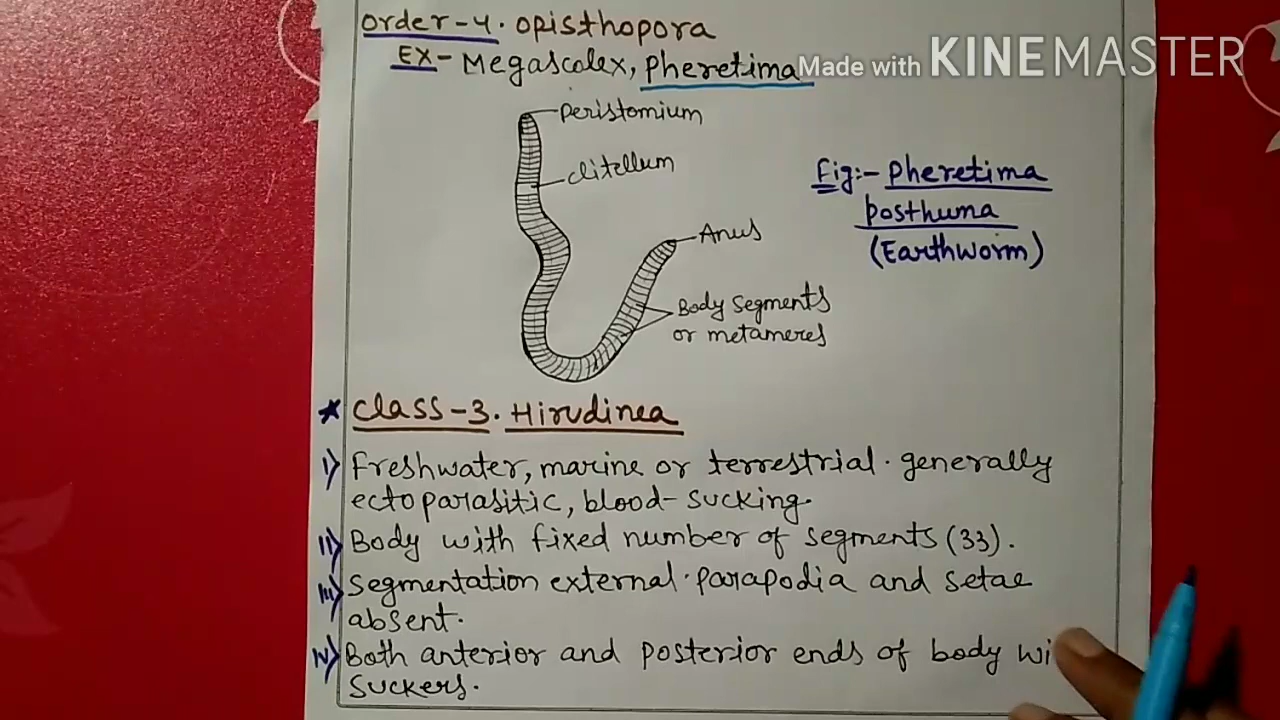 Order-4. Opisthopora
EX- Megascolex, Pheretima
Made with KINEMASTER
Peristomium
Clitellum
Fig:- Pheretima
posthuma
(Earthworm)
Anus
Body segments
or metameres
★ Class-3. Hirudinea
I) Freshwater, marine or terrestrial. generally
ectoparasitic, blood-sucking.
II) Body with fixed number of segments (33).
III) Segmentation external. parapodia and setae
absent.
IV) Both anterior and posterior ends of body wi
suckers.